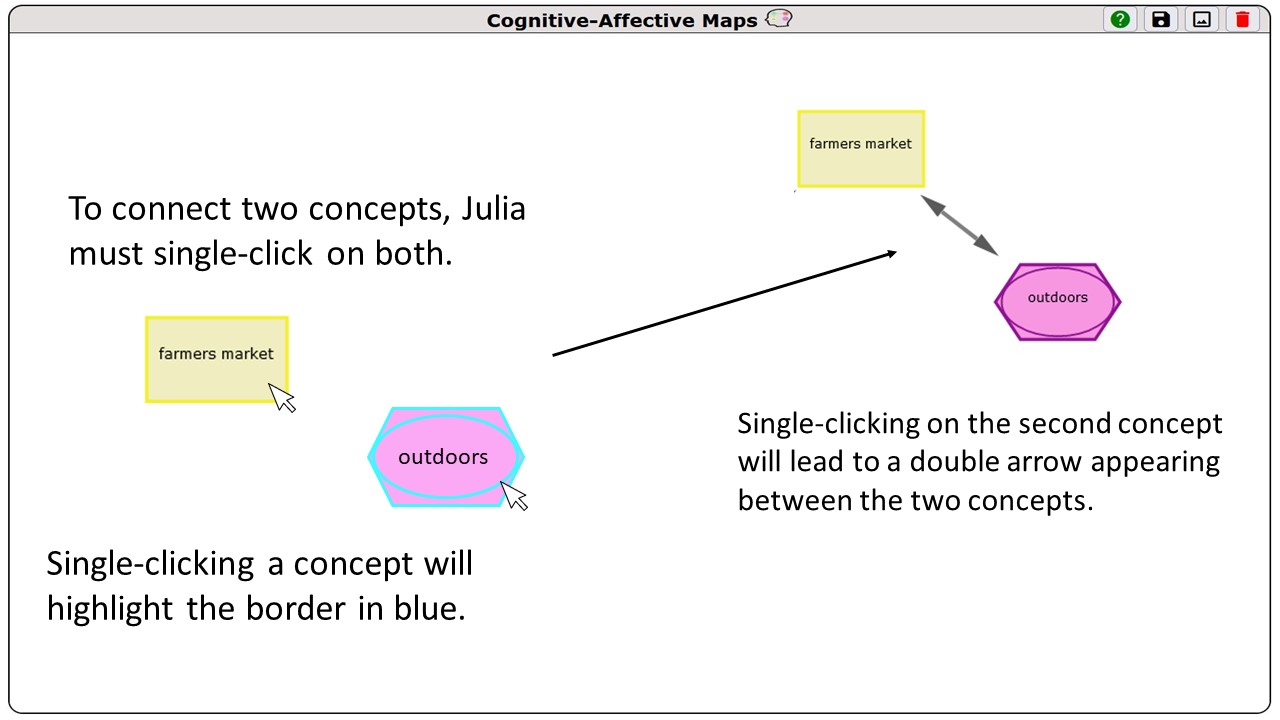 Cognitive-Affective Maps
?
To connect two concepts, Julia
must single-click on both.
farmers market
outdoors
Single-clicking a concept will
highlight the border in blue.
farmers market
outdoors
Single-clicking on the second concept
will lead to a double arrow appearing
between the two concepts.